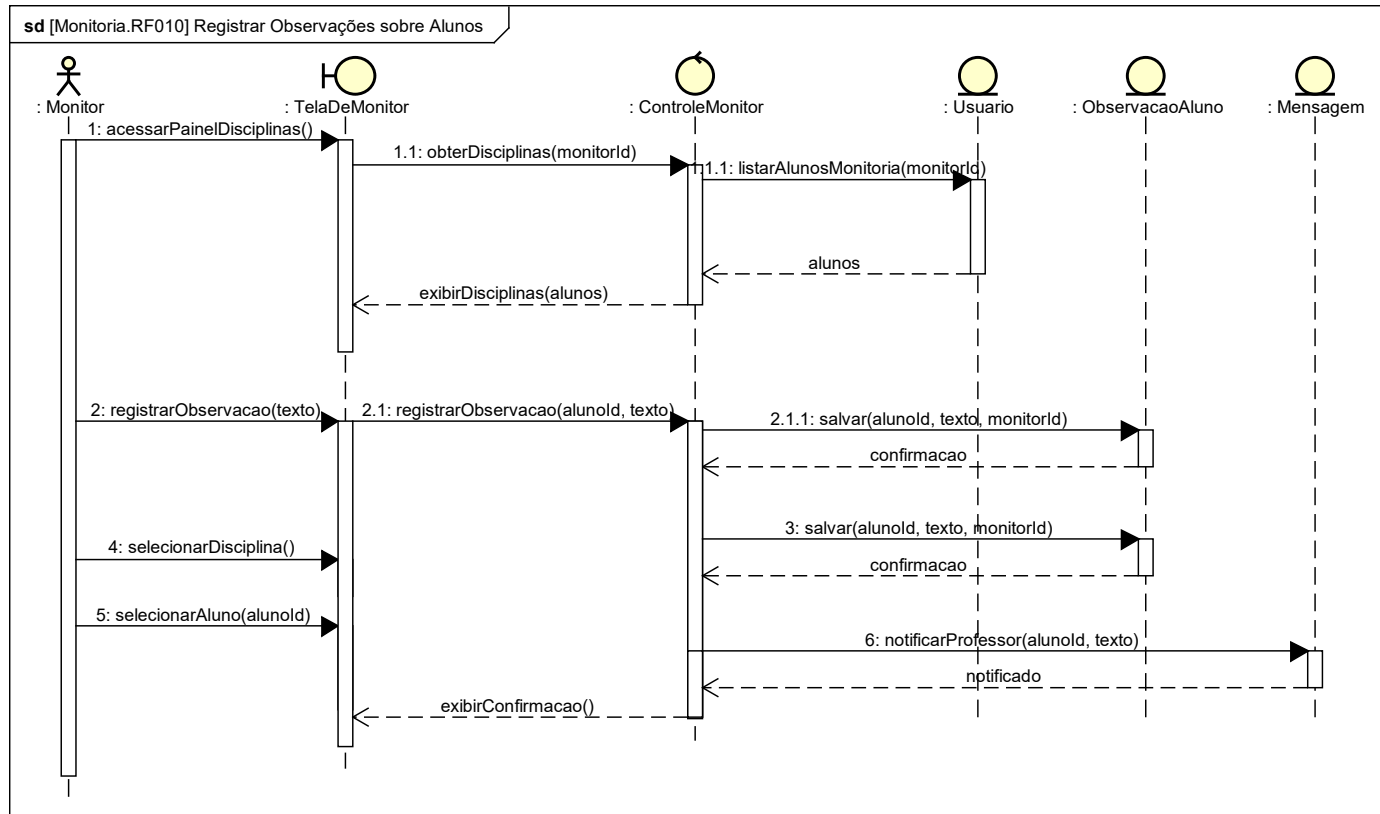 sd [Monitoria.RF010] Registrar Observações sobre Alunos
: Monitor
: TelaDeMonitor
: ControleMonitor
: Usuario
: ObservacaoAluno
: Mensagem
1: acessarPainelDisciplinas()
1.1: obterDisciplinas(monitorId)
1.1.1: listarAlunosMonitoria(monitorId)
alunos
exibirDisciplinas(alunos)
2: registrarObservacao(texto)
2.1: registrarObservacao(alunoId, texto)
2.1.1: salvar(alunoId, texto, monitorId)
confirmacao
3: salvar(alunoId, texto, monitorId)
4: selecionarDisciplina()
confirmacao
5: selecionarAluno(alunoId)
6: notificarProfessor(alunoId, texto)
notificado
exibirConfirmacao()